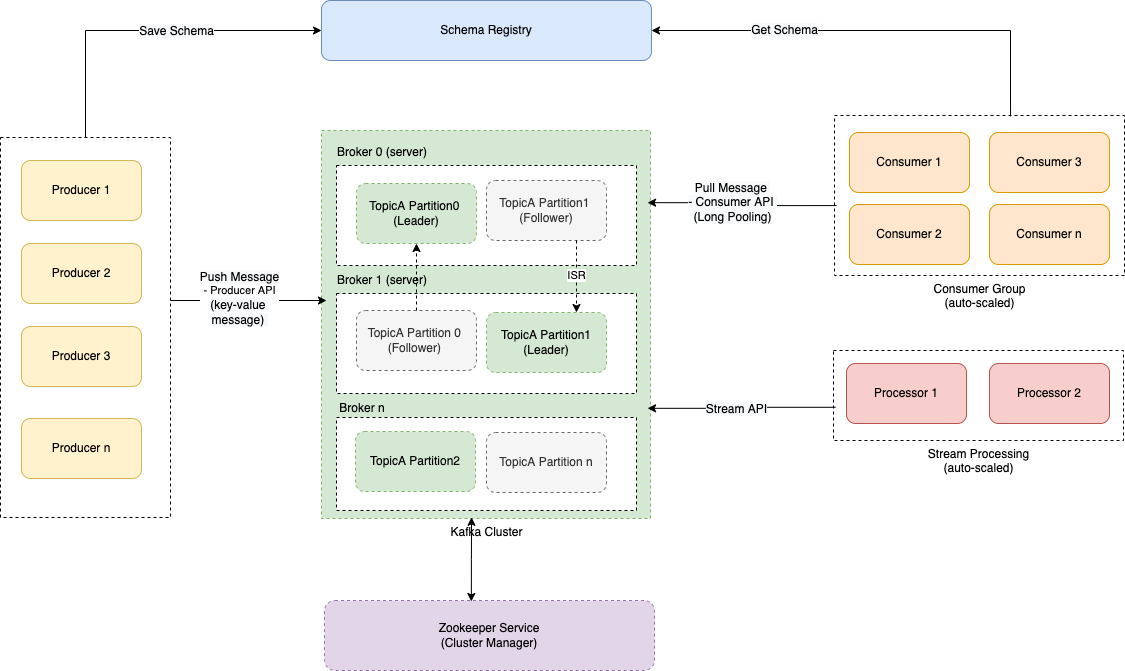 Save Schema
Schema Registry
Get Schema
Producer 1
Producer 2
Producer 3
Producer n
Push Message
- Producer API
(key-value
message)
Broker 0 (server)
TopicA Partition0
(Leader)
TopicA Partition1
(Follower)
ISR
Broker 1 (server)
TopicA Partition 0
(Follower)
TopicA Partition1
(Leader)
Broker n
TopicA Partition2
TopicA Partition n
Kafka Cluster
Zookeeper Service
(Cluster Manager)
Pull Message
- Consumer API
(Long Pooling)
Consumer 1
Consumer 3
Consumer 2
Consumer n
Consumer Group
(auto-scaled)
Stream API
Processor 1
Processor 2
Stream Processing
(auto-scaled)